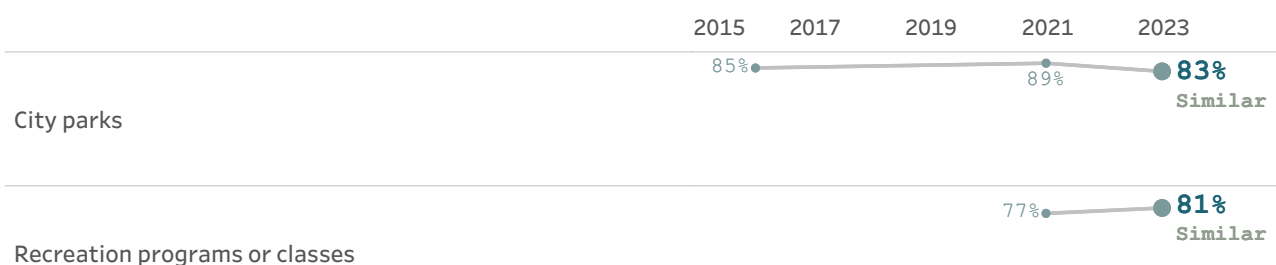 2015 2017 2019 2021 2023
85% 89% 83%
Similar
City parks
77% 81%
Similar
Recreation programs or classes